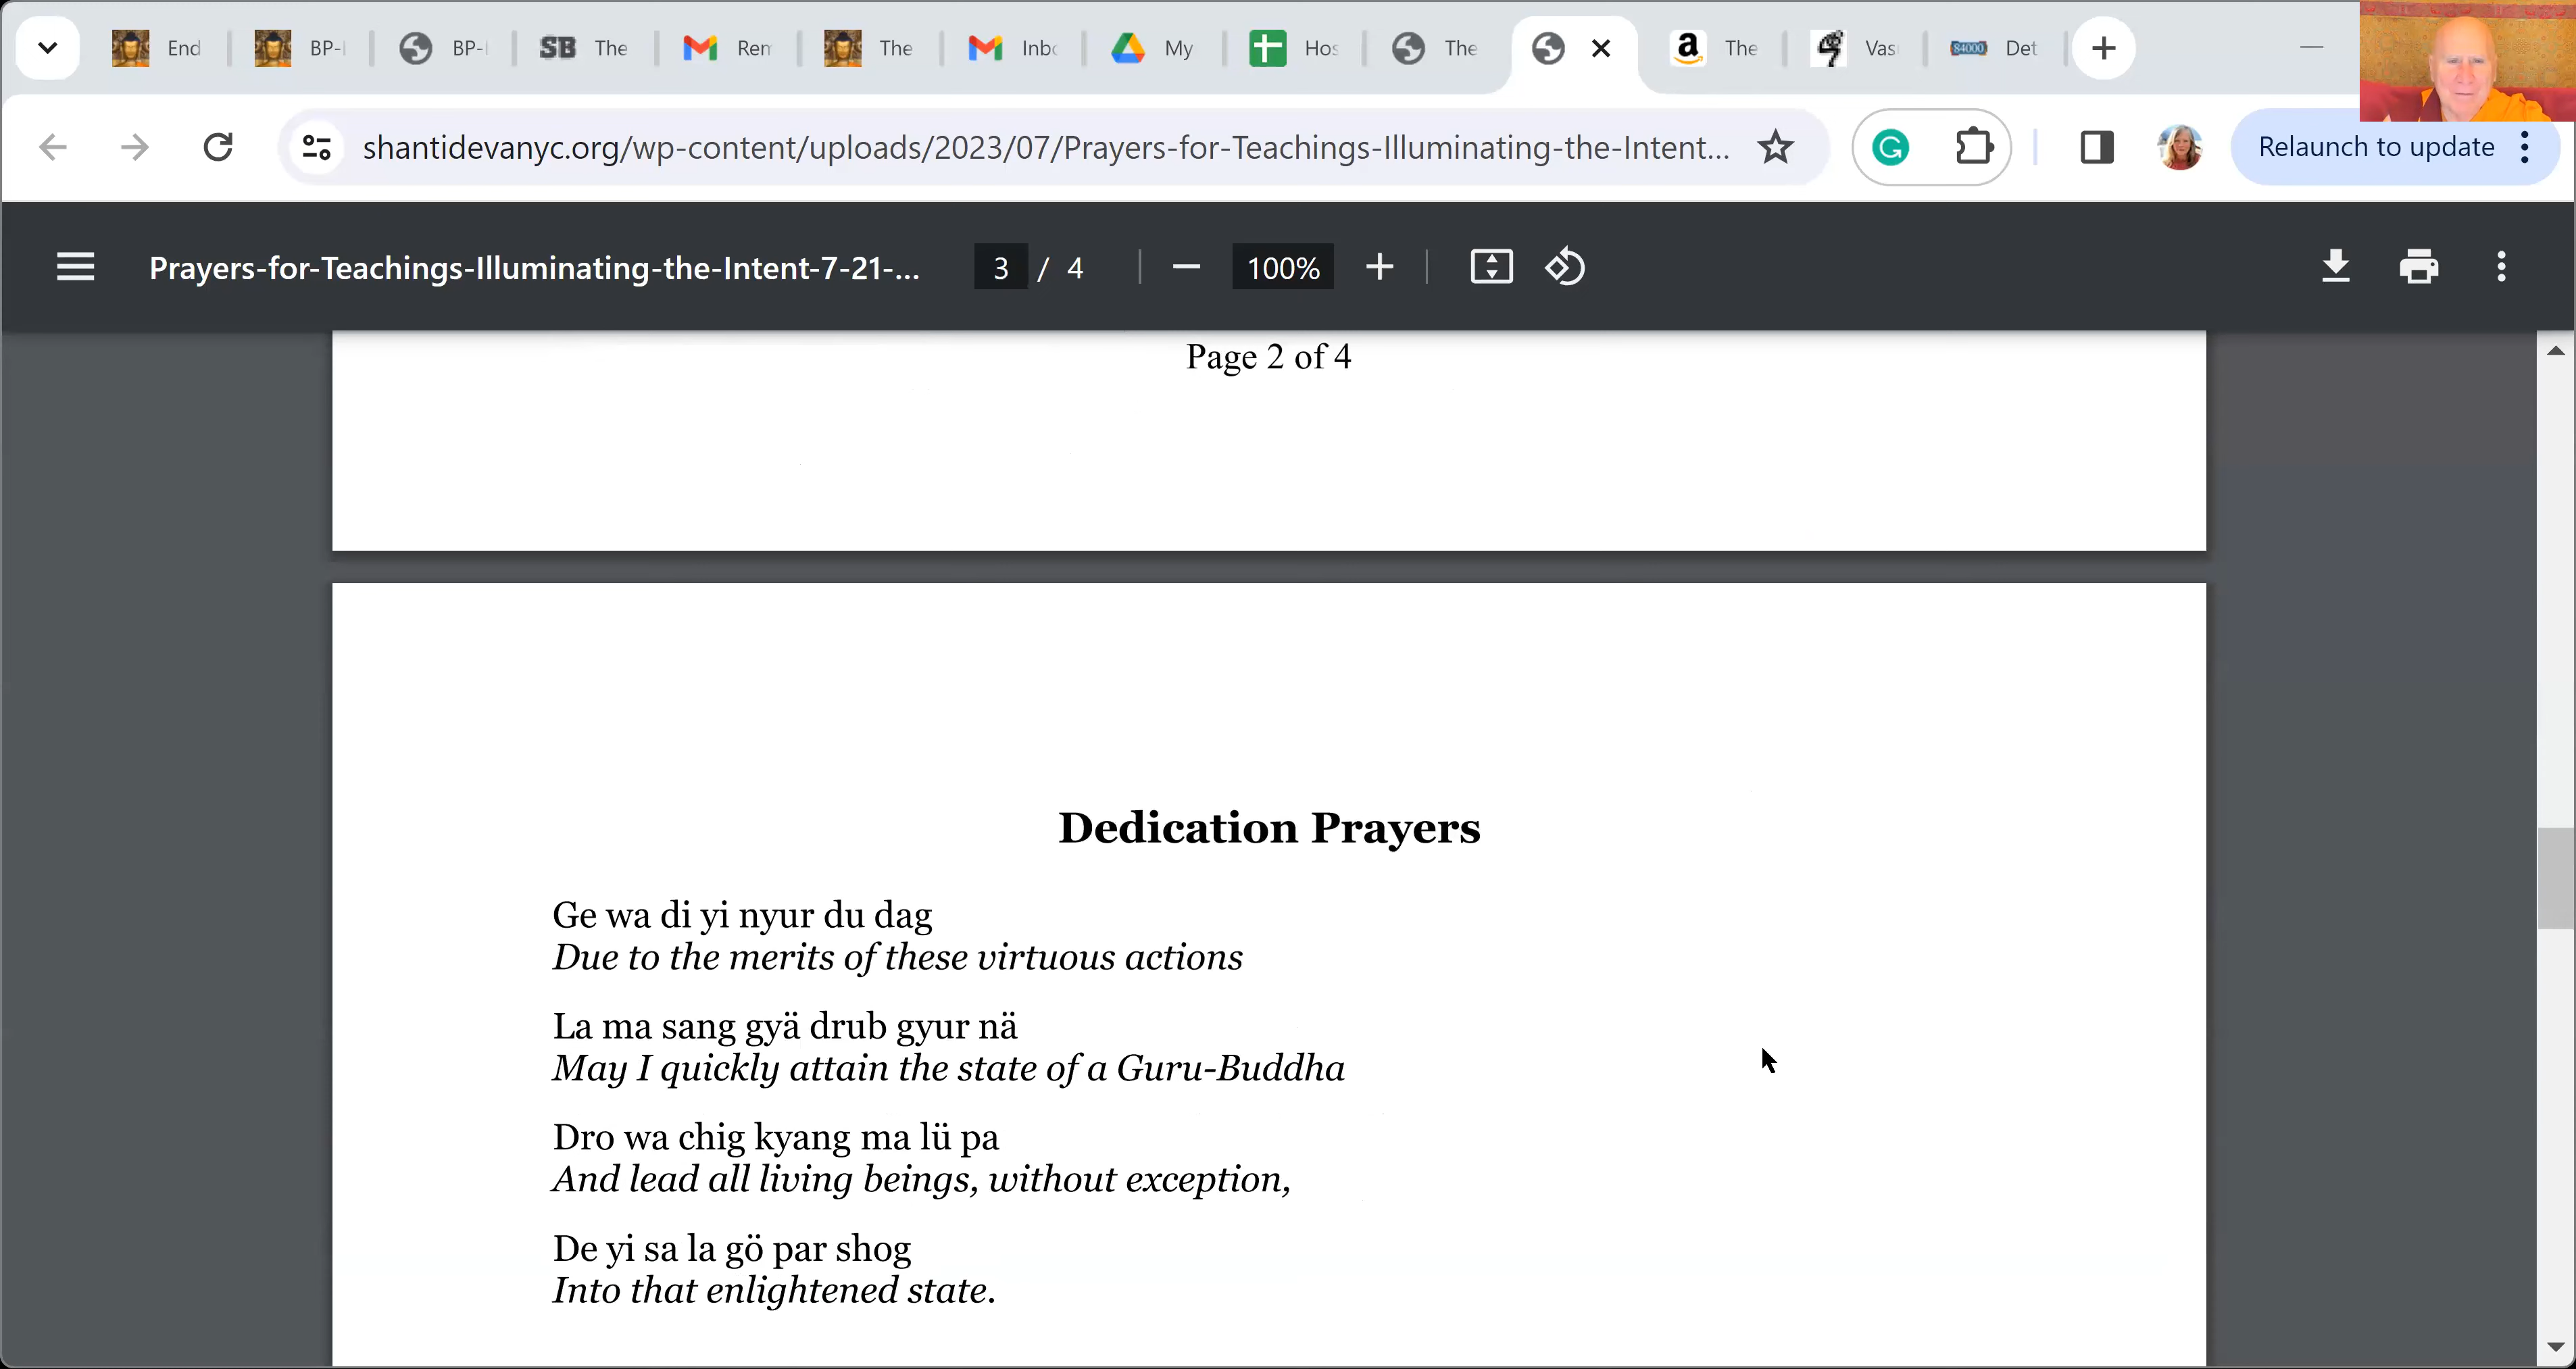 End
BP-
BP-
SB The
Ren
The
Inbc
My
Hos
The
a The
Vas
84000 Det
shantidevanyc.org/wp-content/uploads/2023/07/Prayers-for-Teachings-Illuminating-the-Intent...
G
Relaunch to update
Prayers-for-Teachings-Illuminating-the-Intent-7-21-...
3 / 4
100%
Page 2 of 4
Dedication Prayers
Ge wa di yi nyur du dag
Due to the merits of these virtuous actions
La ma sang gyä drub gyur nä
May I quickly attain the state of a Guru-Buddha
Dro wa chig kyang ma lü pa
And lead all living beings, without exception,
De yi sa la gö par shog
Into that enlightened state.